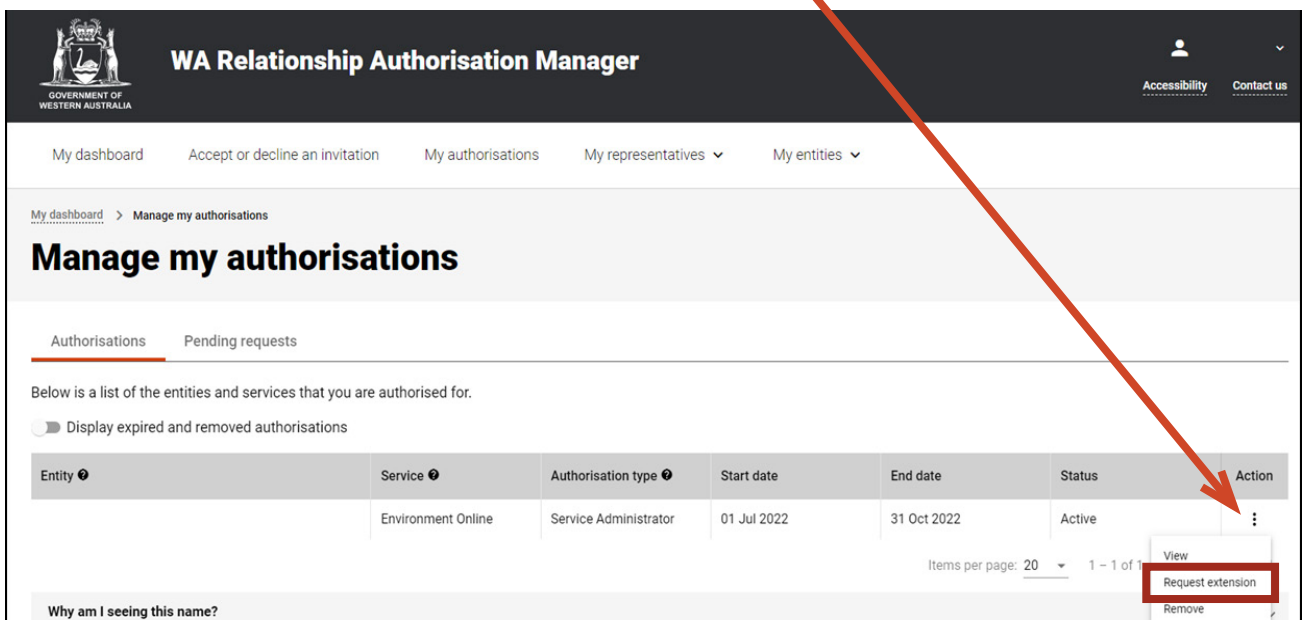 WA Relationship Authorisation Manager
GOVERNMENT OF
WESTERN AUSTRALIA
Accessibility
Contact us
My dashboard
Accept or decline an invitation
My authorisations
My representatives
My entities
My dashboard > Manage my authorisations
Manage my authorisations
Authorisations
Pending requests
Below is a list of the entities and services that you are authorised for.
Display expired and removed authorisations
Entity ?
Service ?
Authorisation type ?
Start date
End date
Status
Action
Environment Online
Service Administrator
01 Jul 2022
31 Oct 2022
Active
Items per page: 20
1 – 1 of 1
View
Request extension
Remove
Why am I seeing this name?